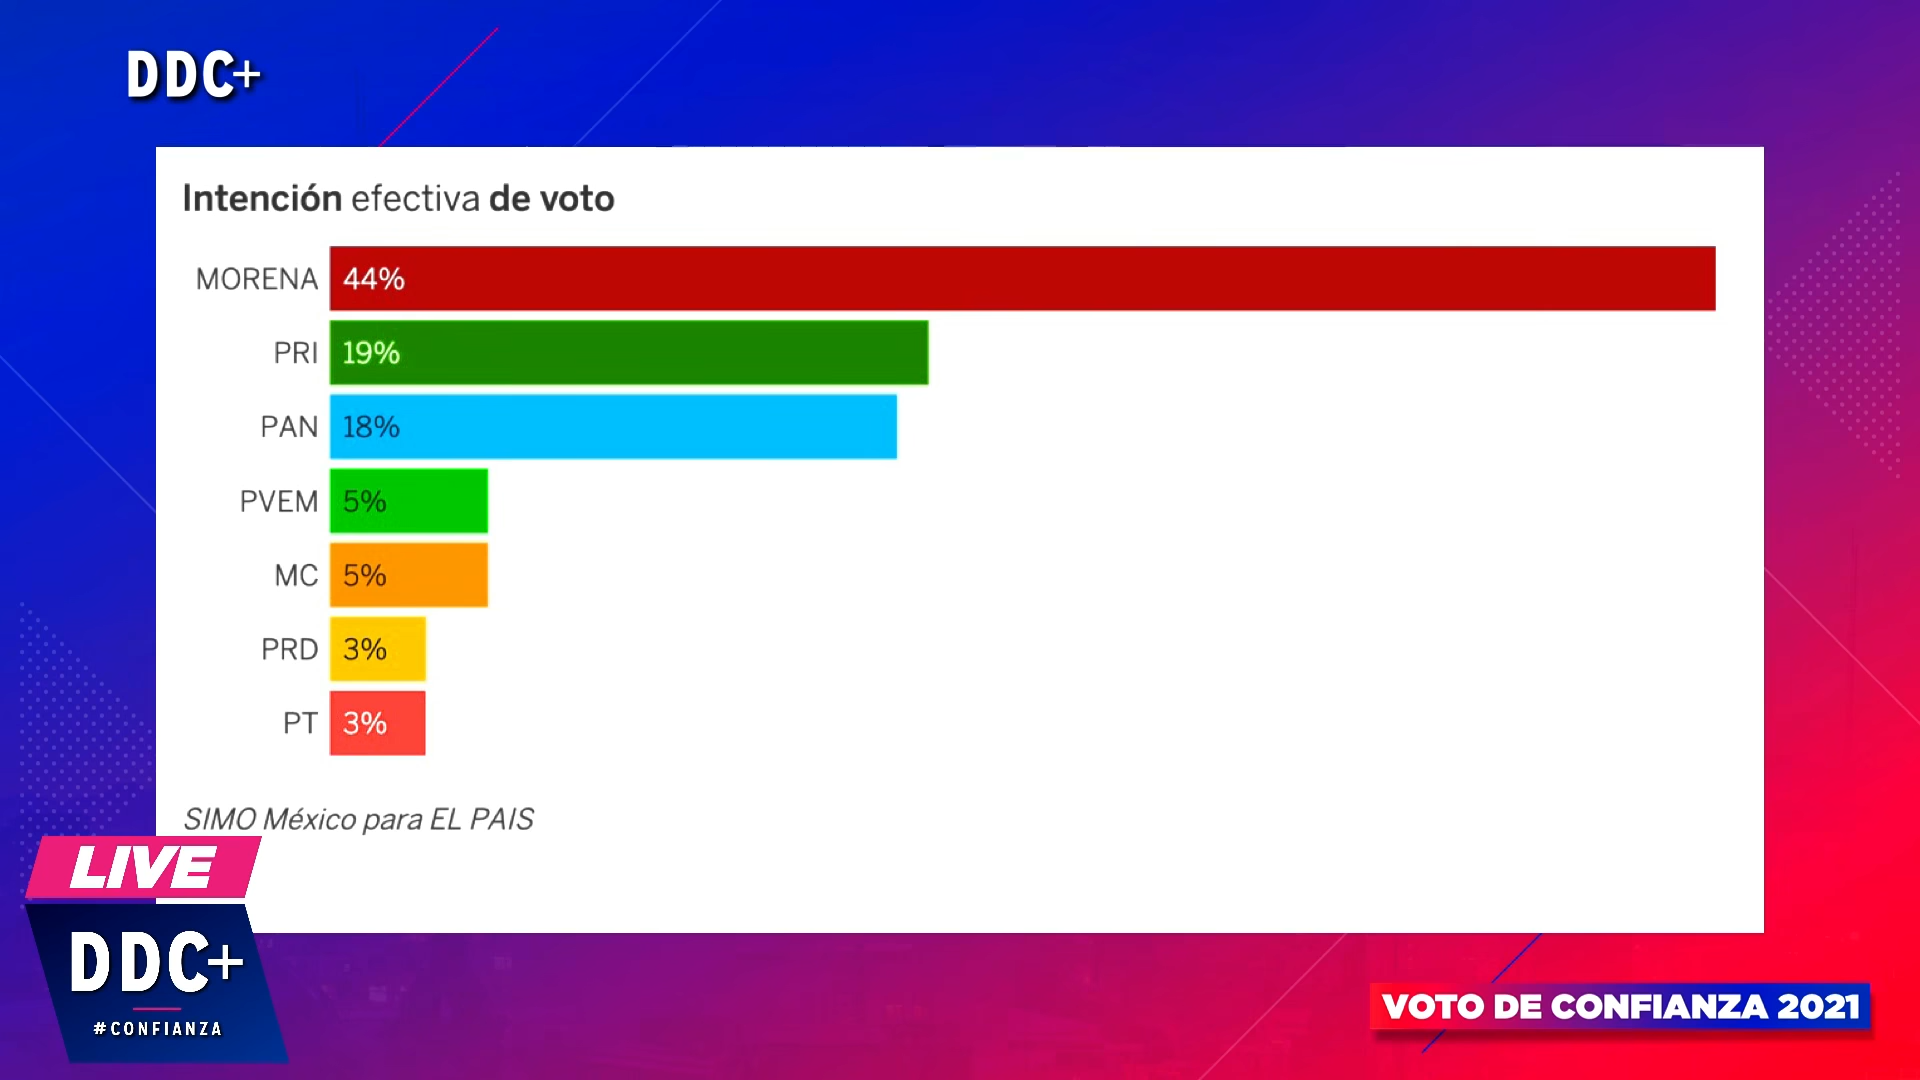 DDC+
Intención efectiva de voto
MORENA 44%
PRI 19%
PAN 18%
PVEM 5%
MC 5%
PRD 3%
PT 3%
SIMO México para EL PAIS
LIVE
DDC+
#CONFIANZA
VOTO DE CONFIANZA 2021